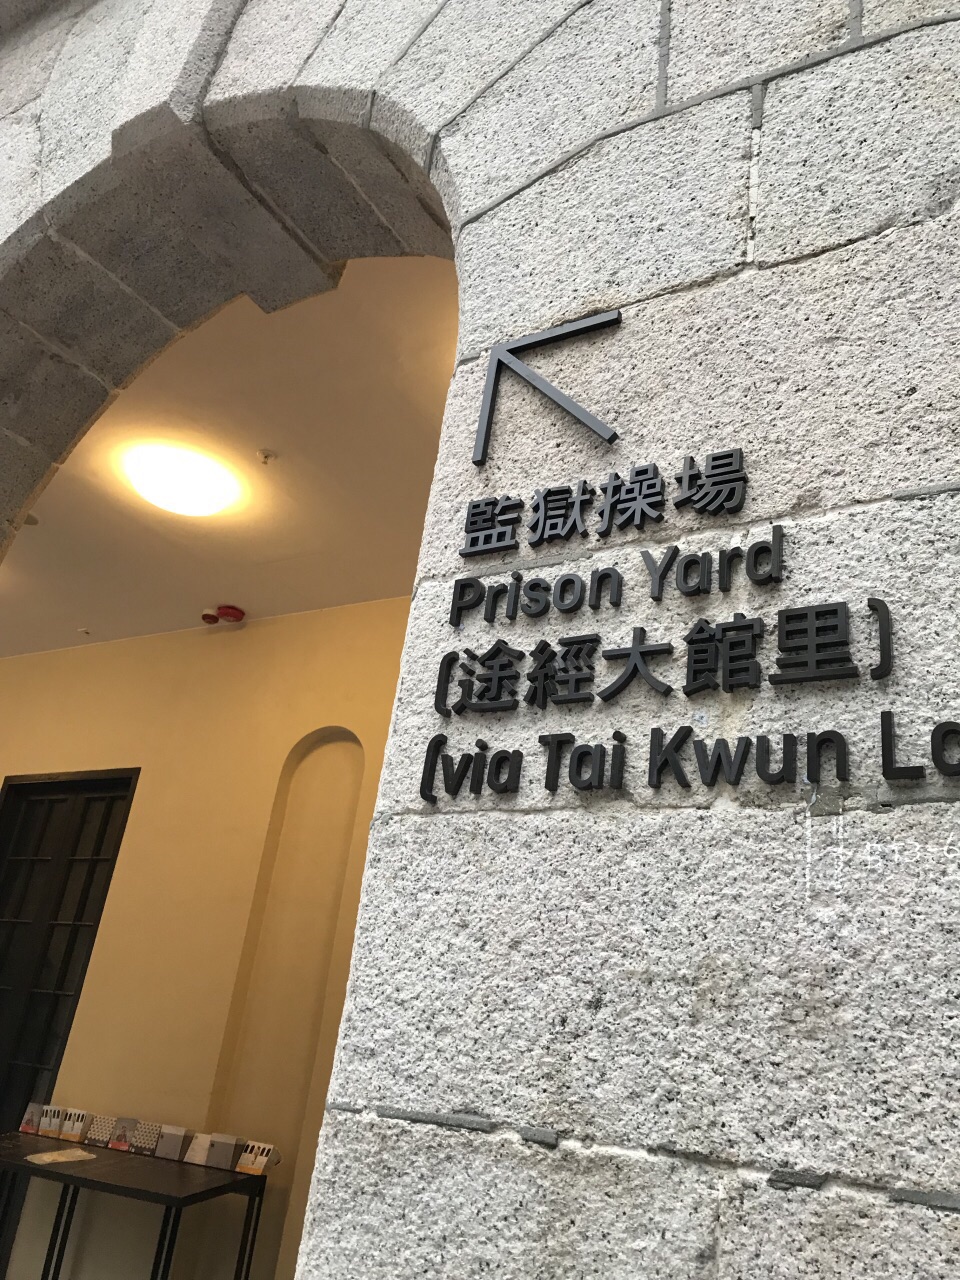 監獄操場
Prison Yard
(途經大館里)
(via Tai Kwun